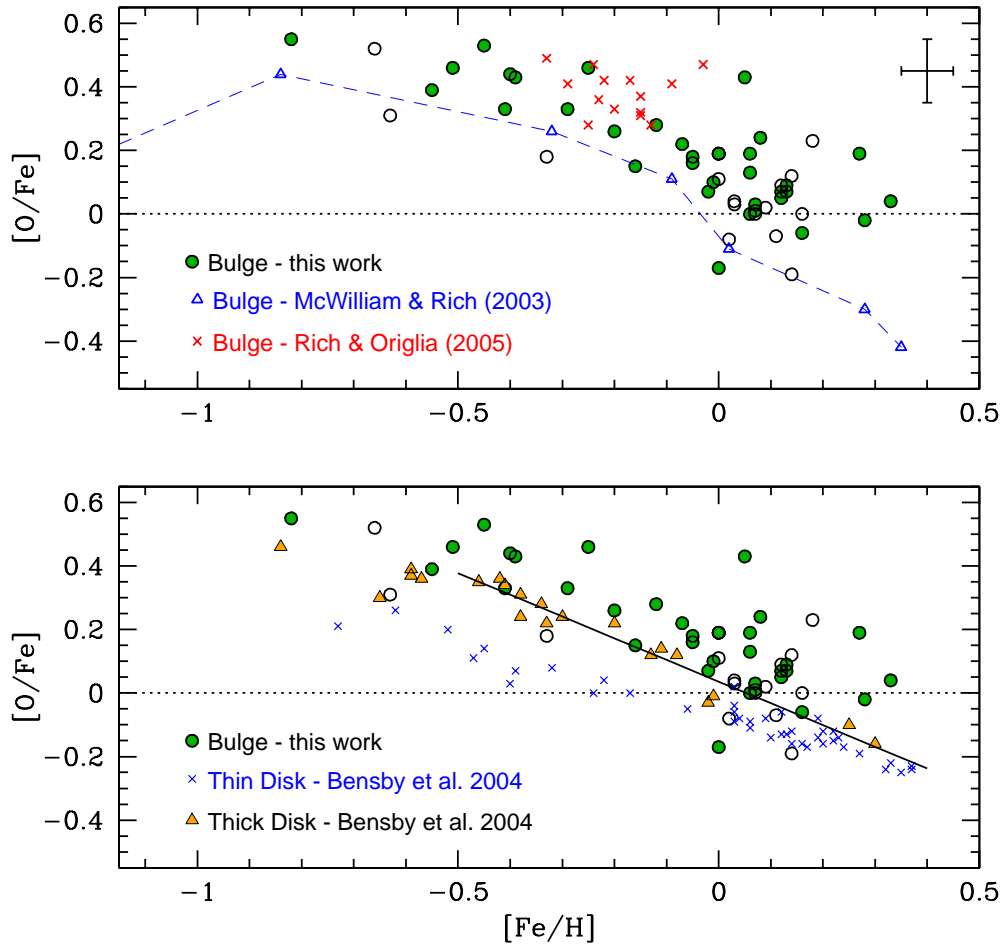 0.6
0.4
0.2
0
−0.2
−0.4
[O/Fe]
Bulge - this work
Bulge - McWilliam & Rich (2003)
Bulge - Rich & Origlia (2005)
−1
−0.5
0
0.5
0.6
0.4
0.2
0
−0.2
−0.4
[O/Fe]
Bulge - this work
Thin Disk - Bensby et al. 2004
Thick Disk - Bensby et al. 2004
−1
−0.5
0
0.5
[Fe/H]